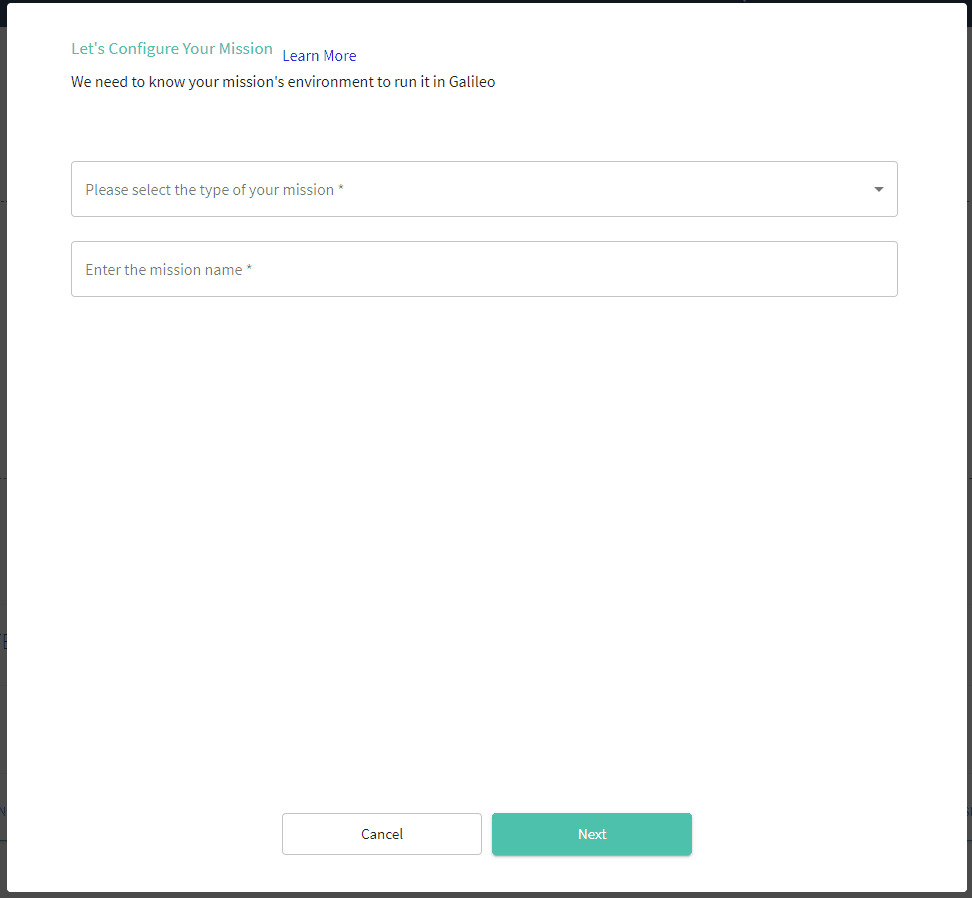 Let's Configure Your Mission Learn More
We need to know your mission's environment to run it in Galileo
Please select the type of your mission *
Enter the mission name *
Cancel Next